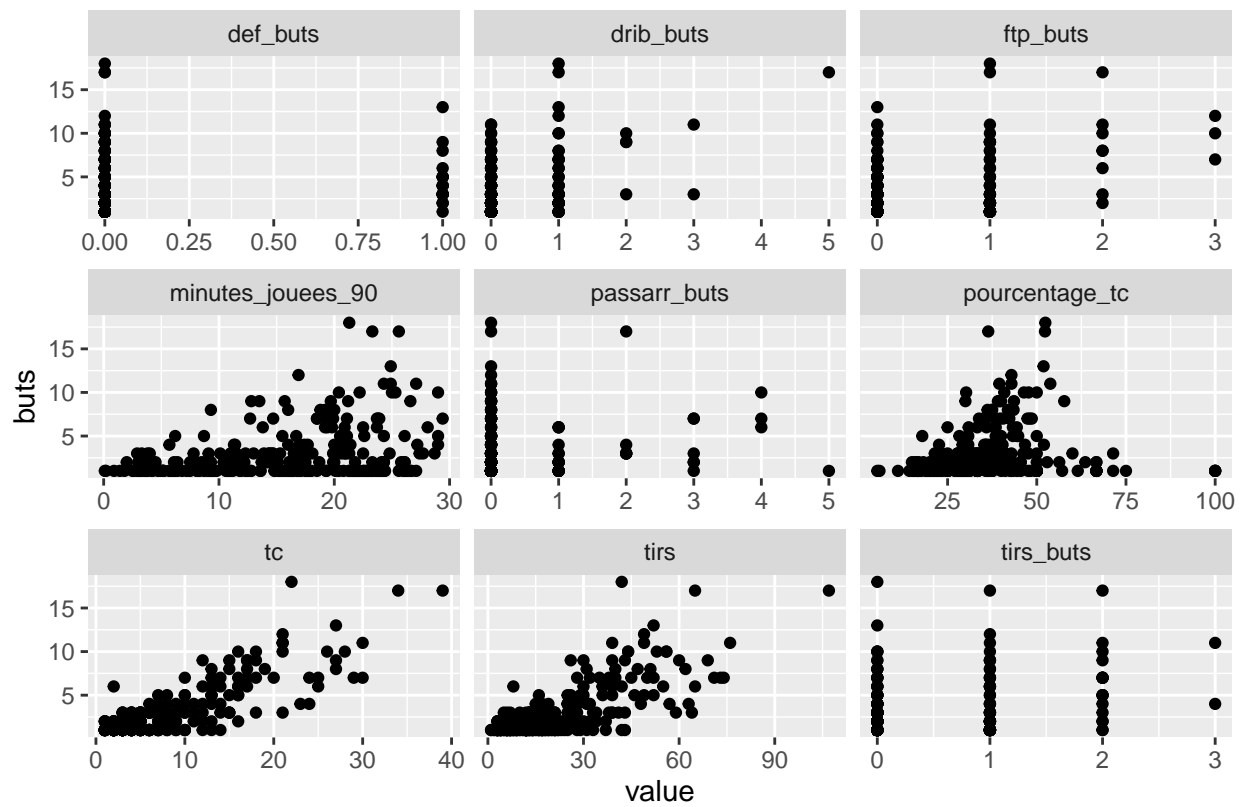 def_buts drib_buts ftp_buts
15
10
5
0.00 0.25 0.50 0.75 1.00 0 1 2 3 4 5 0 1 2 3
minutes_jouees_90 passarr_buts pourcentage_tc
15
10
5
0 10 20 30 0 1 2 3 4 5 25 50 75 100
tc tirs tirs_buts
15
10
5
0 10 20 30 40 0 30 60 90 0 1 2 3
buts
value